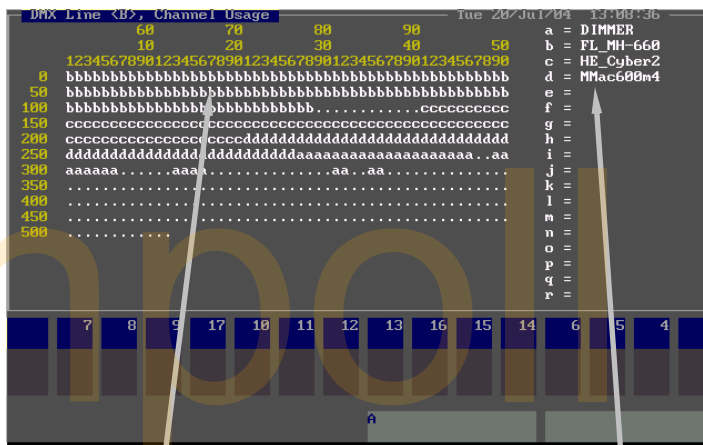 DMX Line <B>, Channel Usage
Tue 20/Jul/04 13:08:36
60 70 80 90
10 20 30 40 50
12345678901234567890123456789012345678901234567890
0 bbbbbbbbbbbbbbbbbbbbbbbbbbbbbbbbbbbbbbbbbbbbbbbbbb
50 bbbbbbbbbbbbbbbbbbbbbbbbbbbbbbbbbbbbbbbbbbbbbbbbbb
100 bbbbbbbbbbbbbbbbbbbbbbbbbbbb............cccccccccc
150 cccccccccccccccccccccccccccccccccccccccccccccccccc
200 ccccccccccccccccccccdddddddddddddddddddddddddddddd
250 ddddddddddddddddddddddddddaaaaaaaaaaaaaaaaaaaa..aa
300 aaaaaa......aaaa..............aa..aa..............
350 ..................................................
400 ..................................................
450 ..................................................
500 ............
a = DIMMER
b = FL_MH-660
c = HE_Cyber2
d = MMac600m4
e =
f =
g =
h =
i =
j =
k =
l =
m =
n =
o =
p =
q =
r =
7 8 9 17 10 11 12 13 16 15 14 6 5 4
A
npoli